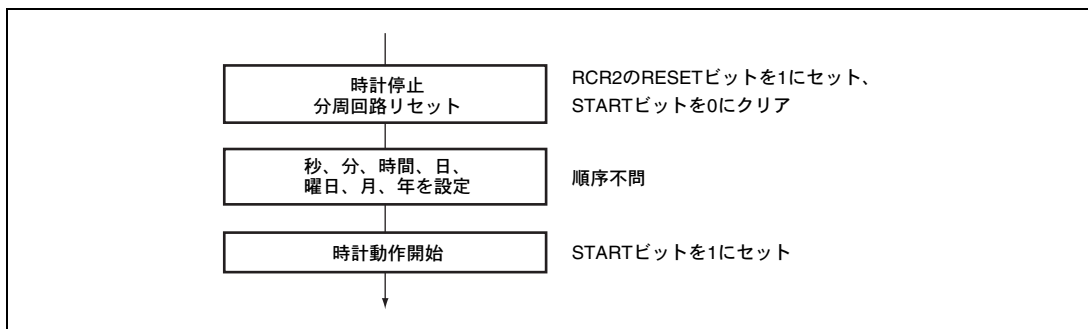 時計停止
分周回路リセット
RCR2のRESETビットを1にセット、
STARTビットを0にクリア
秒、分、時間、日、
曜日、月、年を設定
順序不問
時計動作開始
STARTビットを1にセット